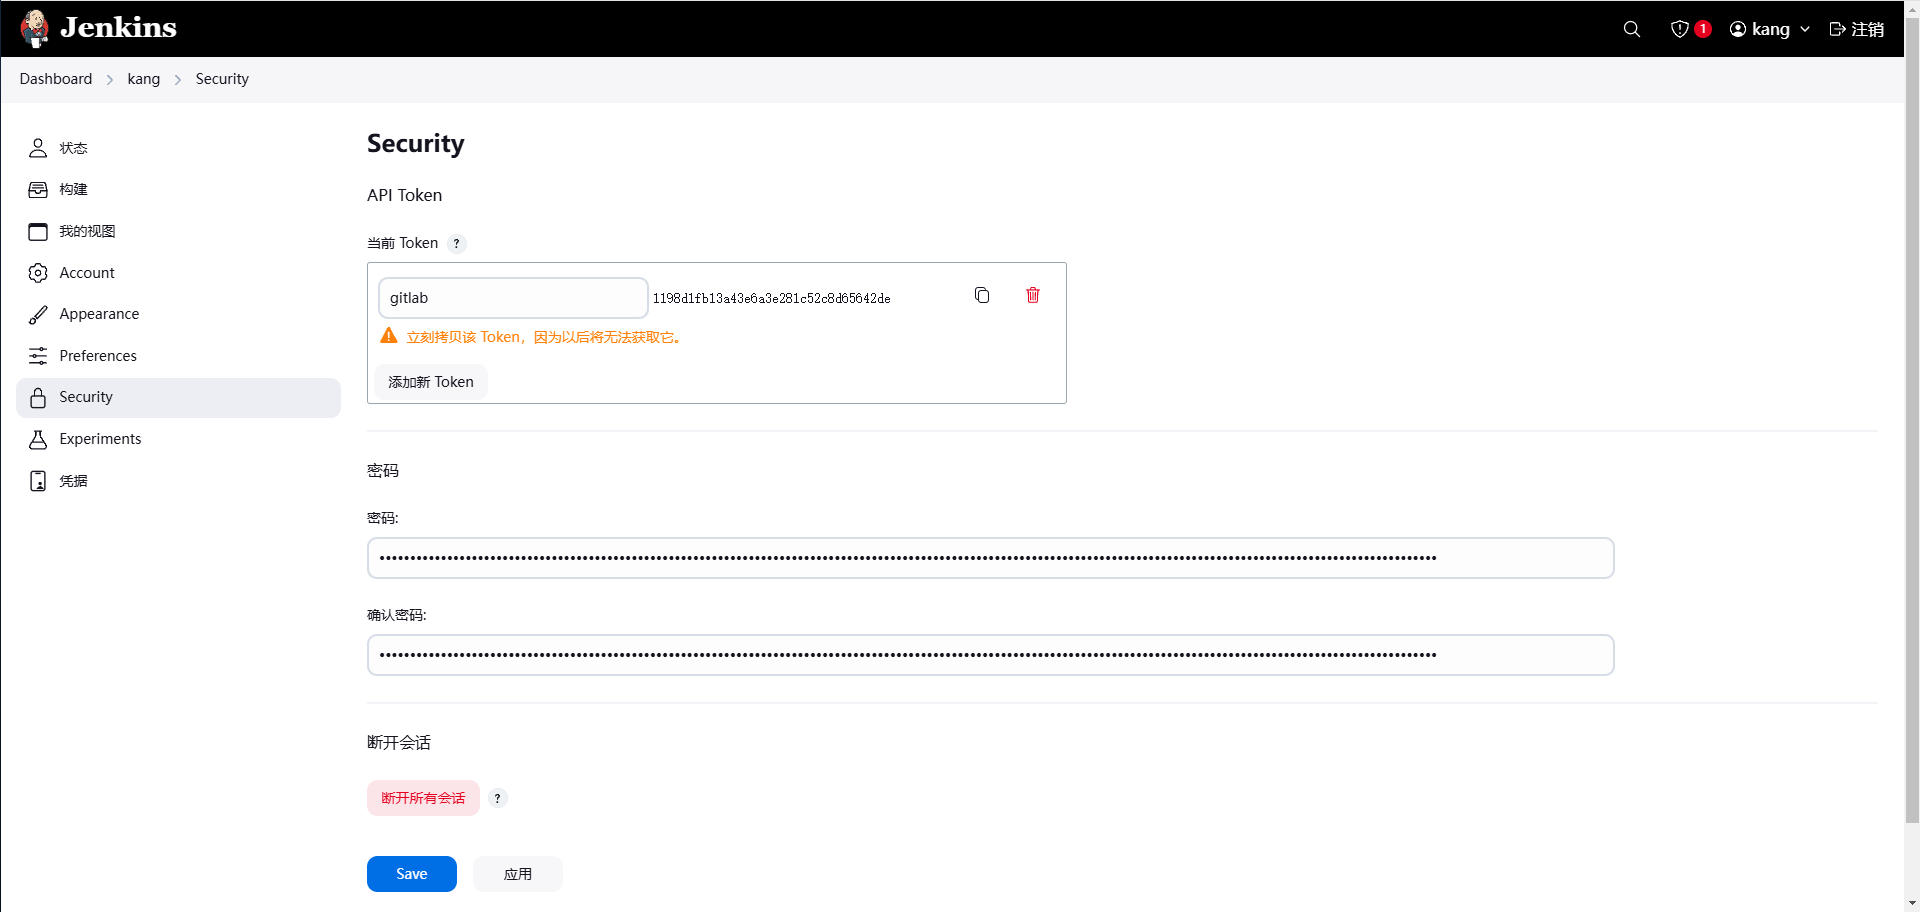 Jenkins
1
kang
注销
Dashboard
kang
Security
状态
构建
我的视图
Account
Appearance
Preferences
Security
Experiments
凭据
Security
API Token
当前 Token ?
gitlab
1198d1fb13a43e6a3e281c52c8d65642de
立刻拷贝该 Token，因为以后将无法获取它。
添加新 Token
密码
密码:
确认密码:
断开会话
断开所有会话 ?
Save
应用